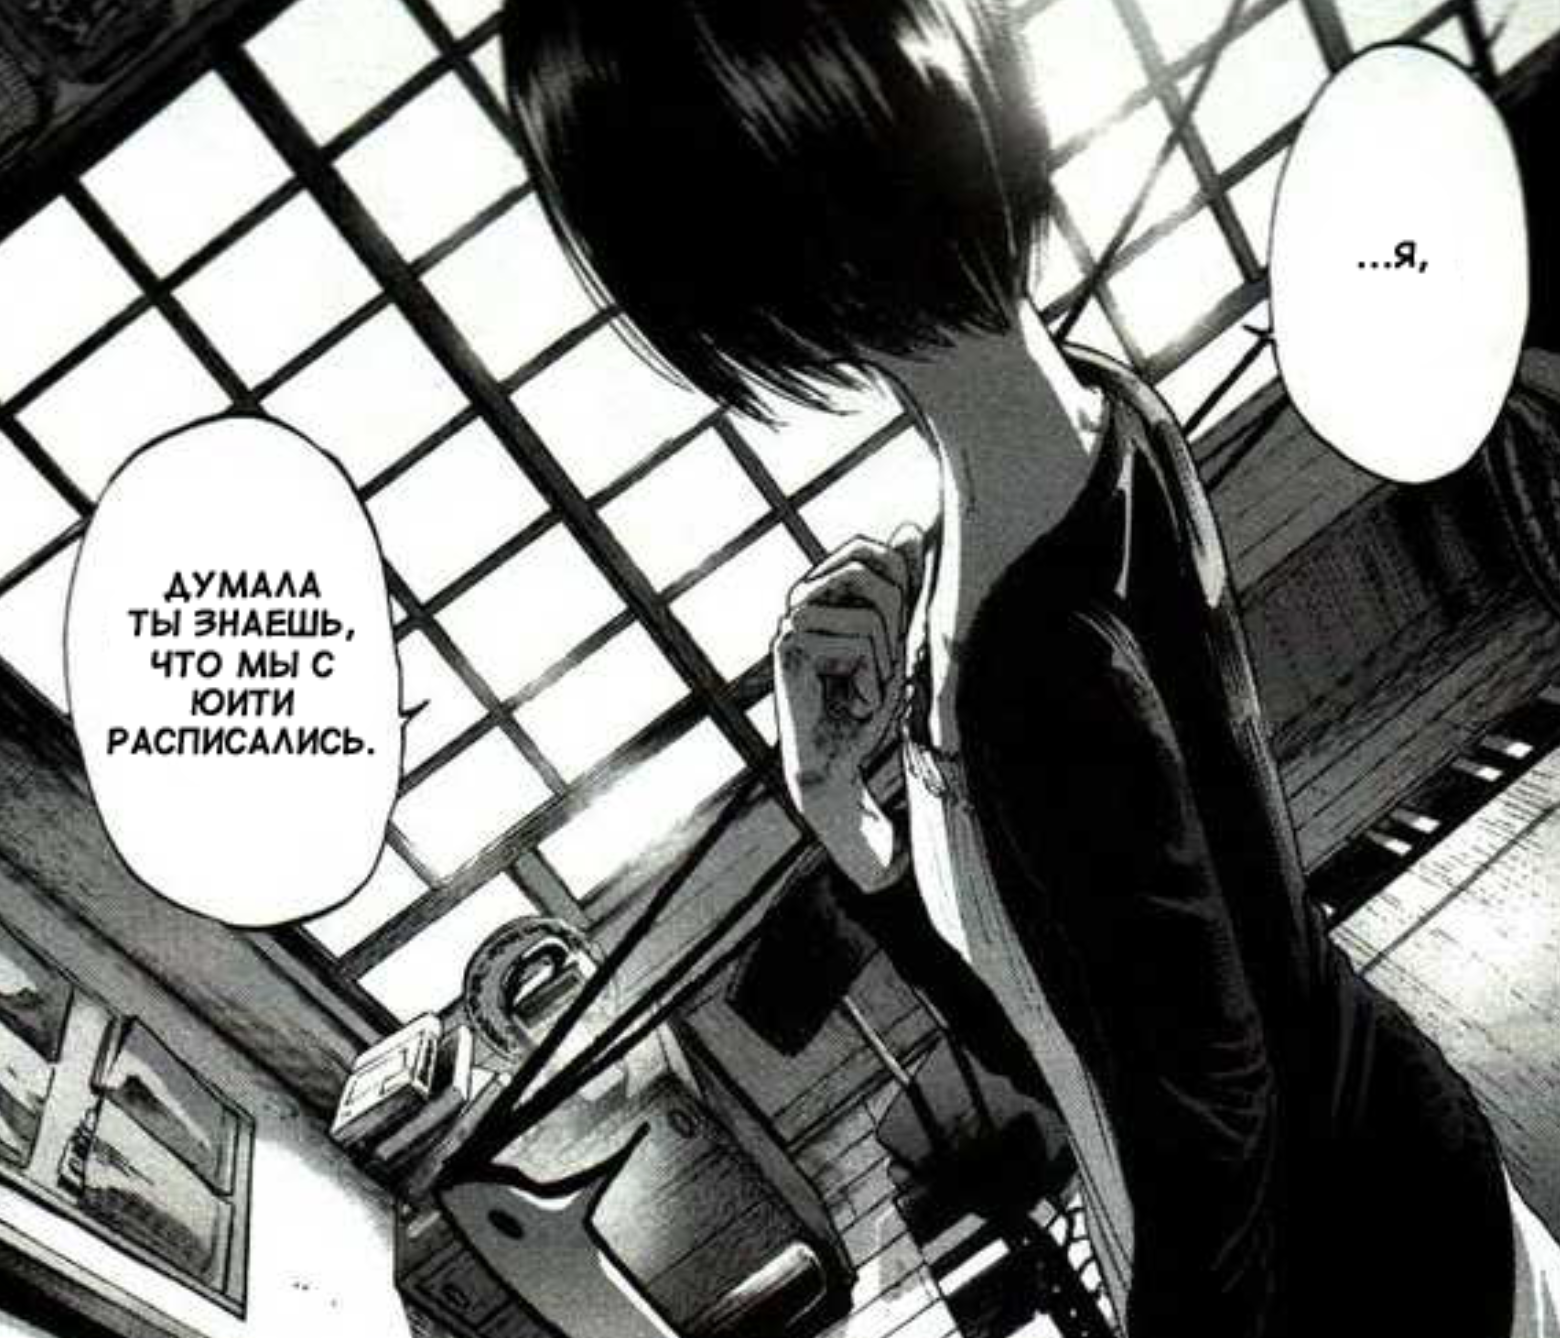 ...Я,
ДУМАЛА
ТЫ ЗНАЕШЬ,
ЧТО МЫ С
ЮИТИ
РАСПИСАЛИСЬ.